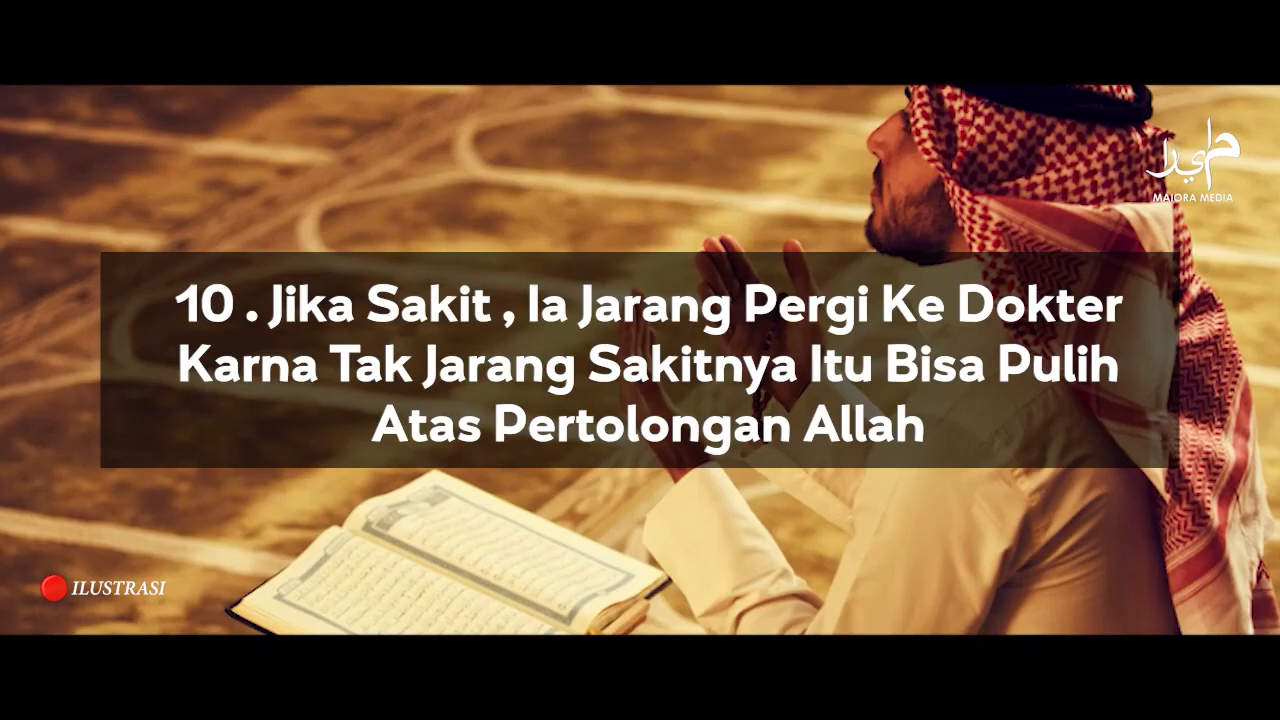 مايرا
MAIORA MEDIA
10 . Jika Sakit , Ia Jarang Pergi Ke Dokter
Karna Tak Jarang Sakitnya Itu Bisa Pulih
Atas Pertolongan Allah
ILUSTRASI